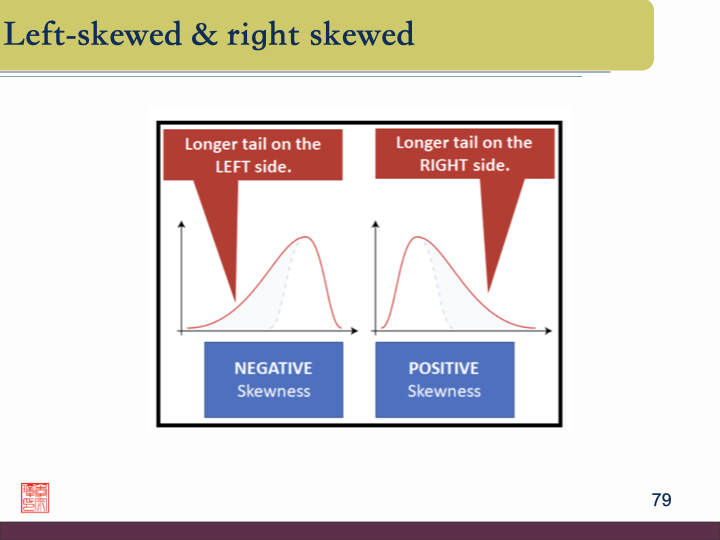 Left-skewed & right skewed
Longer tail on the
LEFT side.
Longer tail on the
RIGHT side.
NEGATIVE
Skewness
POSITIVE
Skewness
79